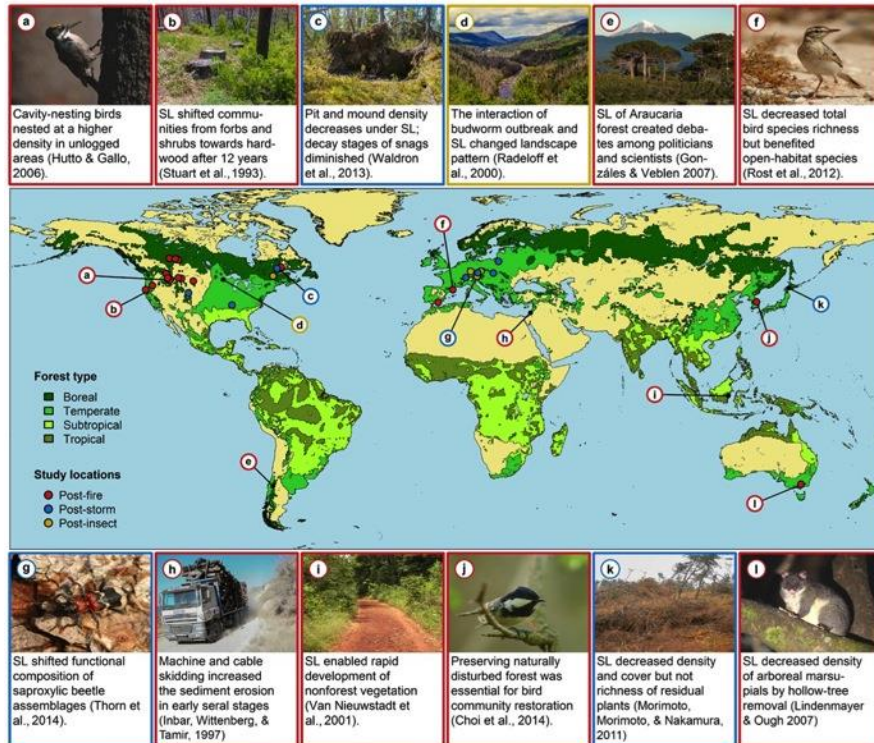 a
Cavity-nesting birds
nested at a higher
density in unlogged
areas (Hutto & Gallo,
2006).
b
SL shifted commu-
nities from forbs and
shrubs towards hard-
wood after 12 years
(Stuart et al., 1993).
c
Pit and mound density
decreases under SL;
decay stages of snags
diminished (Waldron
et al., 2013).
d
The interaction of
budworm outbreak and
SL changed landscape
pattern (Radeloff et
al., 2000).
e
SL of Araucaria
forest created deba-
tes among politicians
and scientists (Gon-
záles & Veblen 2007).
f
SL decreased total
bird species richness
but benefited
open-habitat species
(Rost et al., 2012).
a
b
c
d
e
f
g
h
i
j
k
l
Forest type
Boreal
Temperate
Subtropical
Tropical
Study locations
Post-fire
Post-storm
Post-insect
g
SL shifted functional
composition of
saproxylic beetle
assemblages (Thorn
et al., 2014).
h
Machine and cable
skidding increased
the sediment erosion
in early seral stages
(Inbar, Wittenberg, &
Tamir, 1997)
i
SL enabled rapid
development of
nonforest vegetation
(Van Nieuwstadt et
al., 2001).
j
Preserving naturally
disturbed forest was
essential for bird
community restoration
(Choi et al., 2014).
k
SL decreased density
and cover but not
richness of residual
plants (Morimoto,
Morimoto, & Nakamura,
2011)
l
SL decreased density
of arboreal marsu-
pials by hollow-tree
removal (Lindenmayer
& Ough 2007)